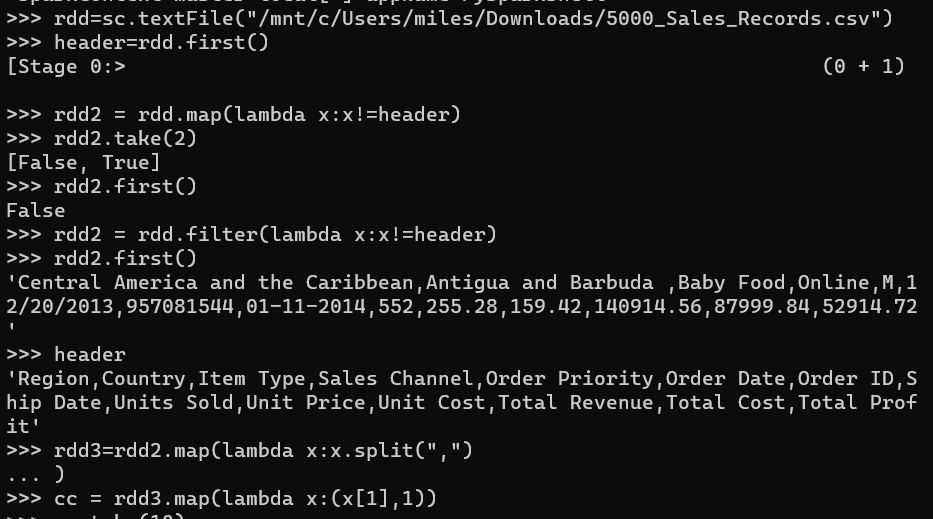 >>> rdd=sc.textFile("/mnt/c/Users/miles/Downloads/5000_Sales_Records.csv")
>>> header=rdd.first()
[Stage 0:>                                                          (0 + 1)
>>> rdd2 = rdd.map(lambda x:x!=header)
>>> rdd2.take(2)
[False, True]
>>> rdd2.first()
False
>>> rdd2 = rdd.filter(lambda x:x!=header)
>>> rdd2.first()
'Central America and the Caribbean,Antigua and Barbuda ,Baby Food,Online,M,1
2/20/2013,957081544,01-11-2014,552,255.28,159.42,140914.56,87999.84,52914.72
'
>>> header
'Region,Country,Item Type,Sales Channel,Order Priority,Order Date,Order ID,S
hip Date,Units Sold,Unit Price,Unit Cost,Total Revenue,Total Cost,Total Prof
it'
>>> rdd3=rdd2.map(lambda x:x.split(",")
... )
>>> cc = rdd3.map(lambda x:(x[1],1))